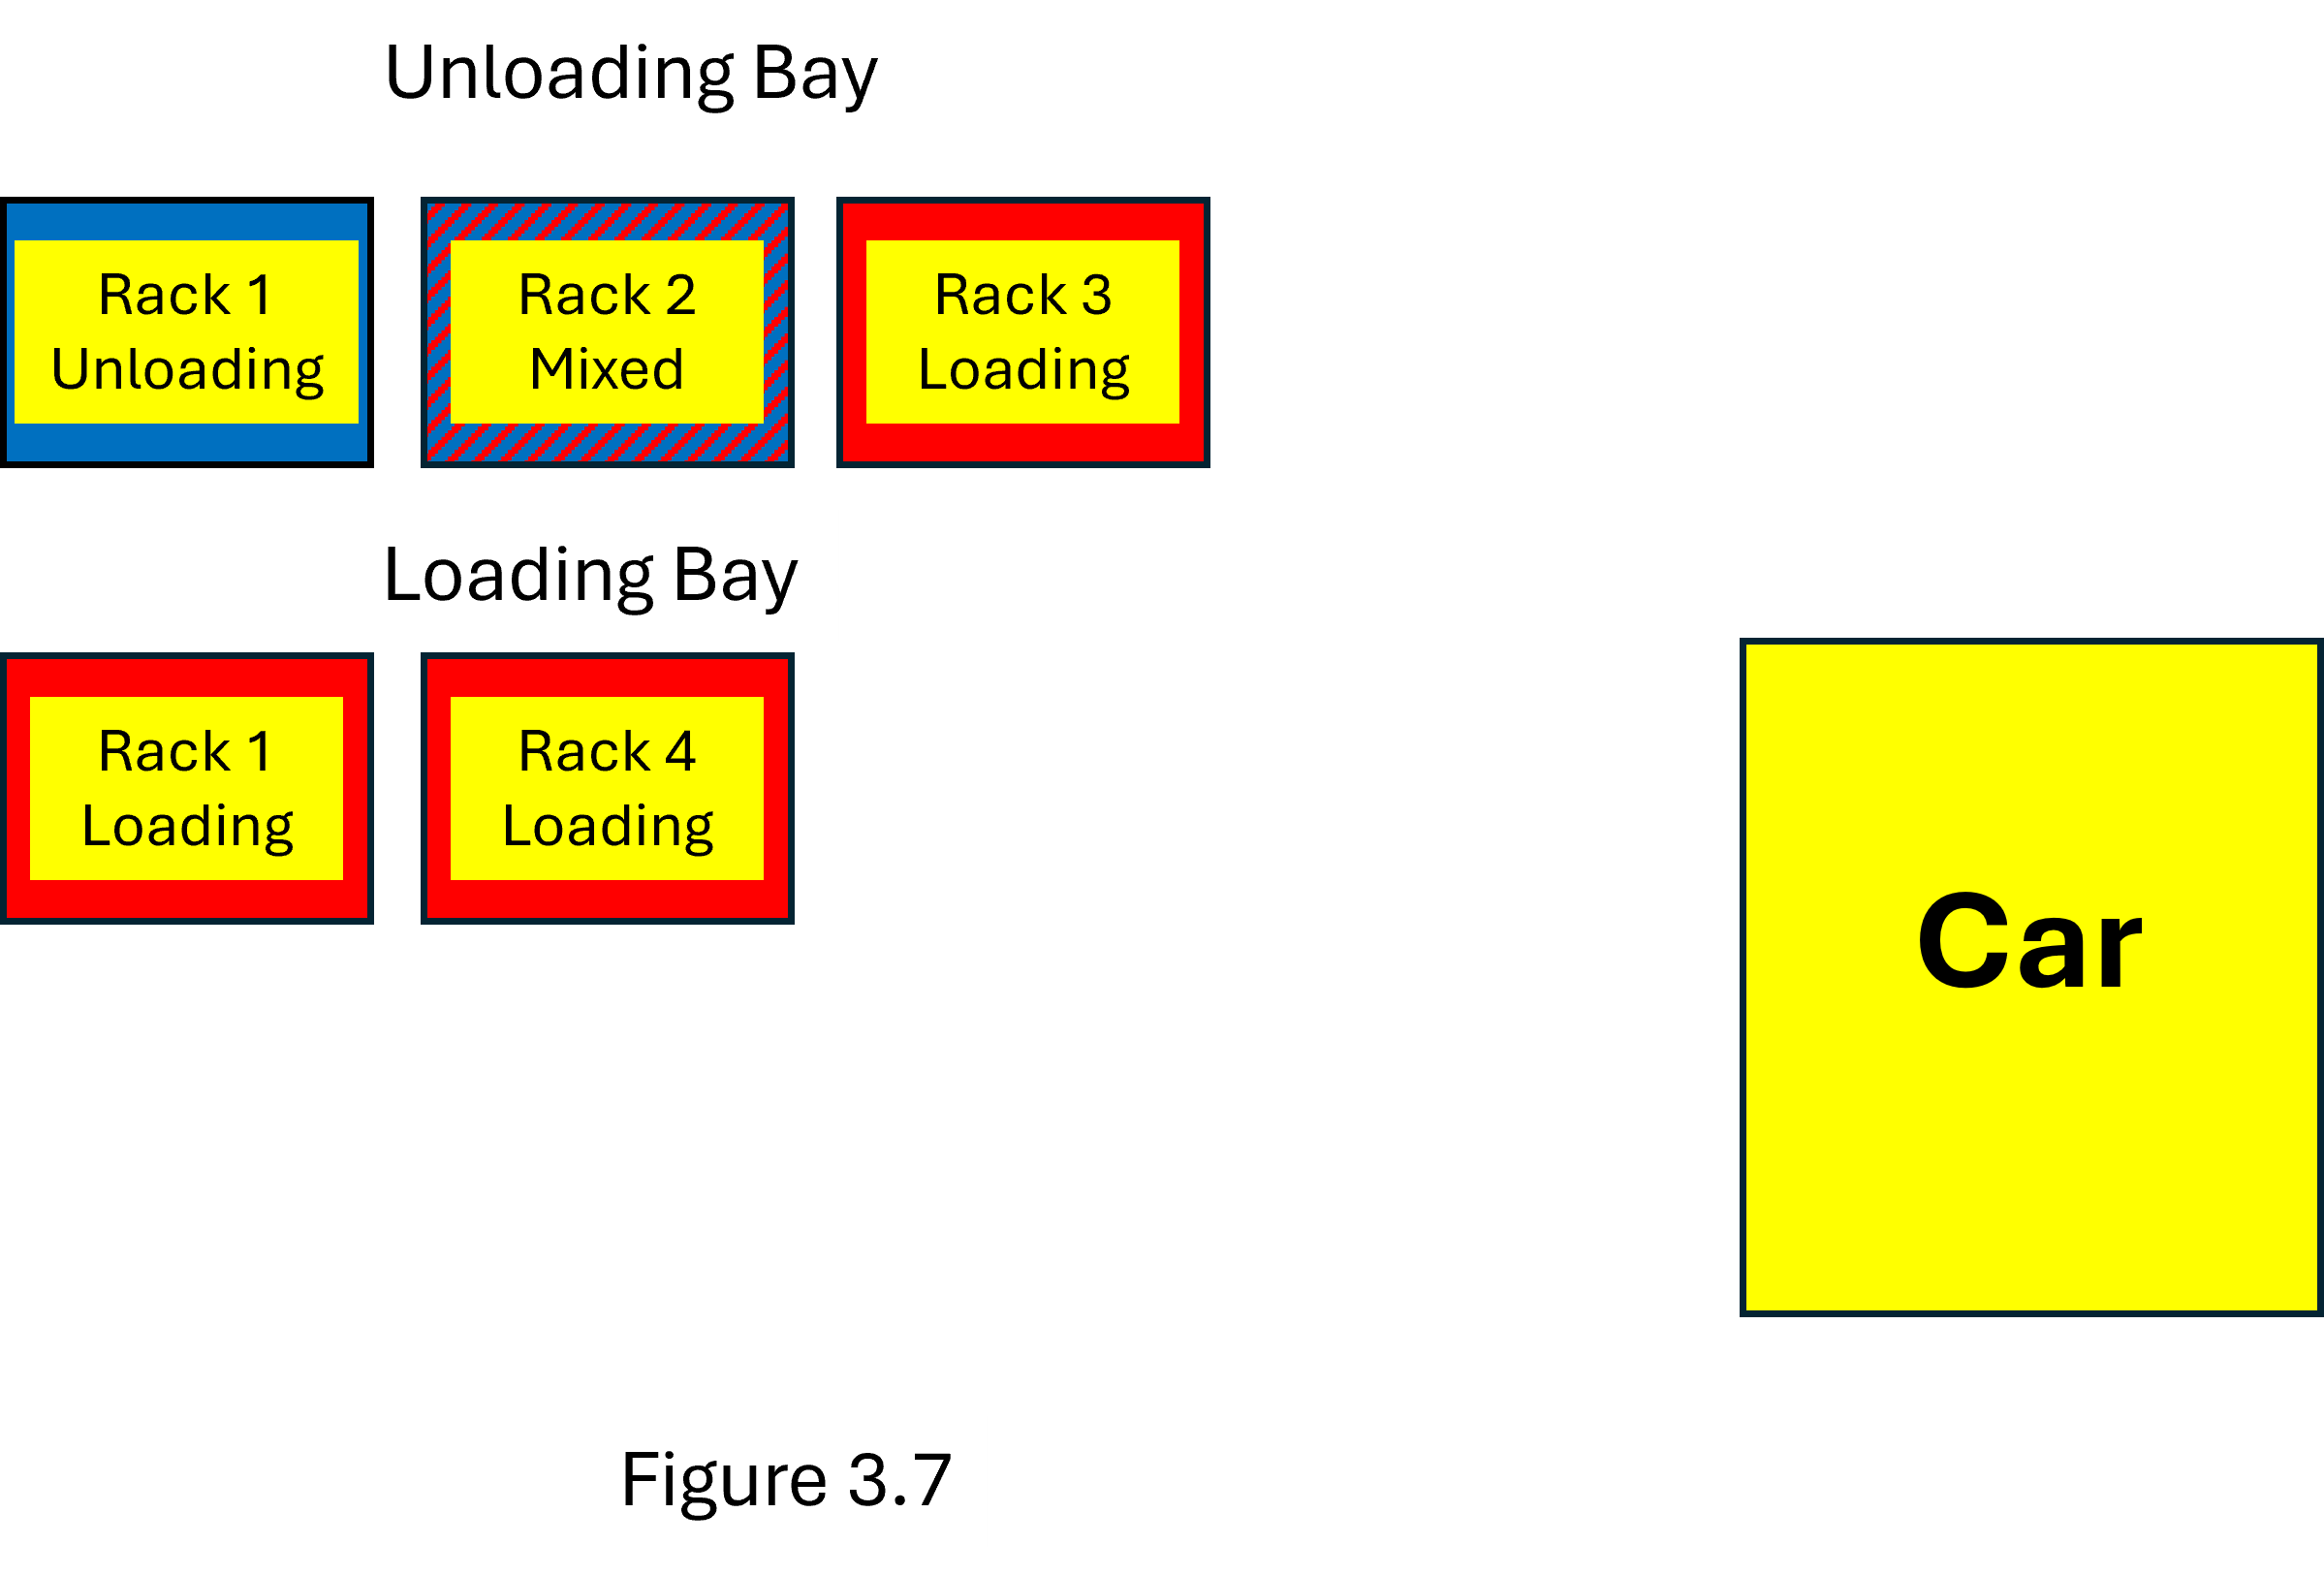 Unloading Bay
Rack 1
Unloading
Rack 2
Mixed
Rack 3
Loading
Loading Bay
Rack 1
Loading
Rack 4
Loading
Car
Figure 3.7